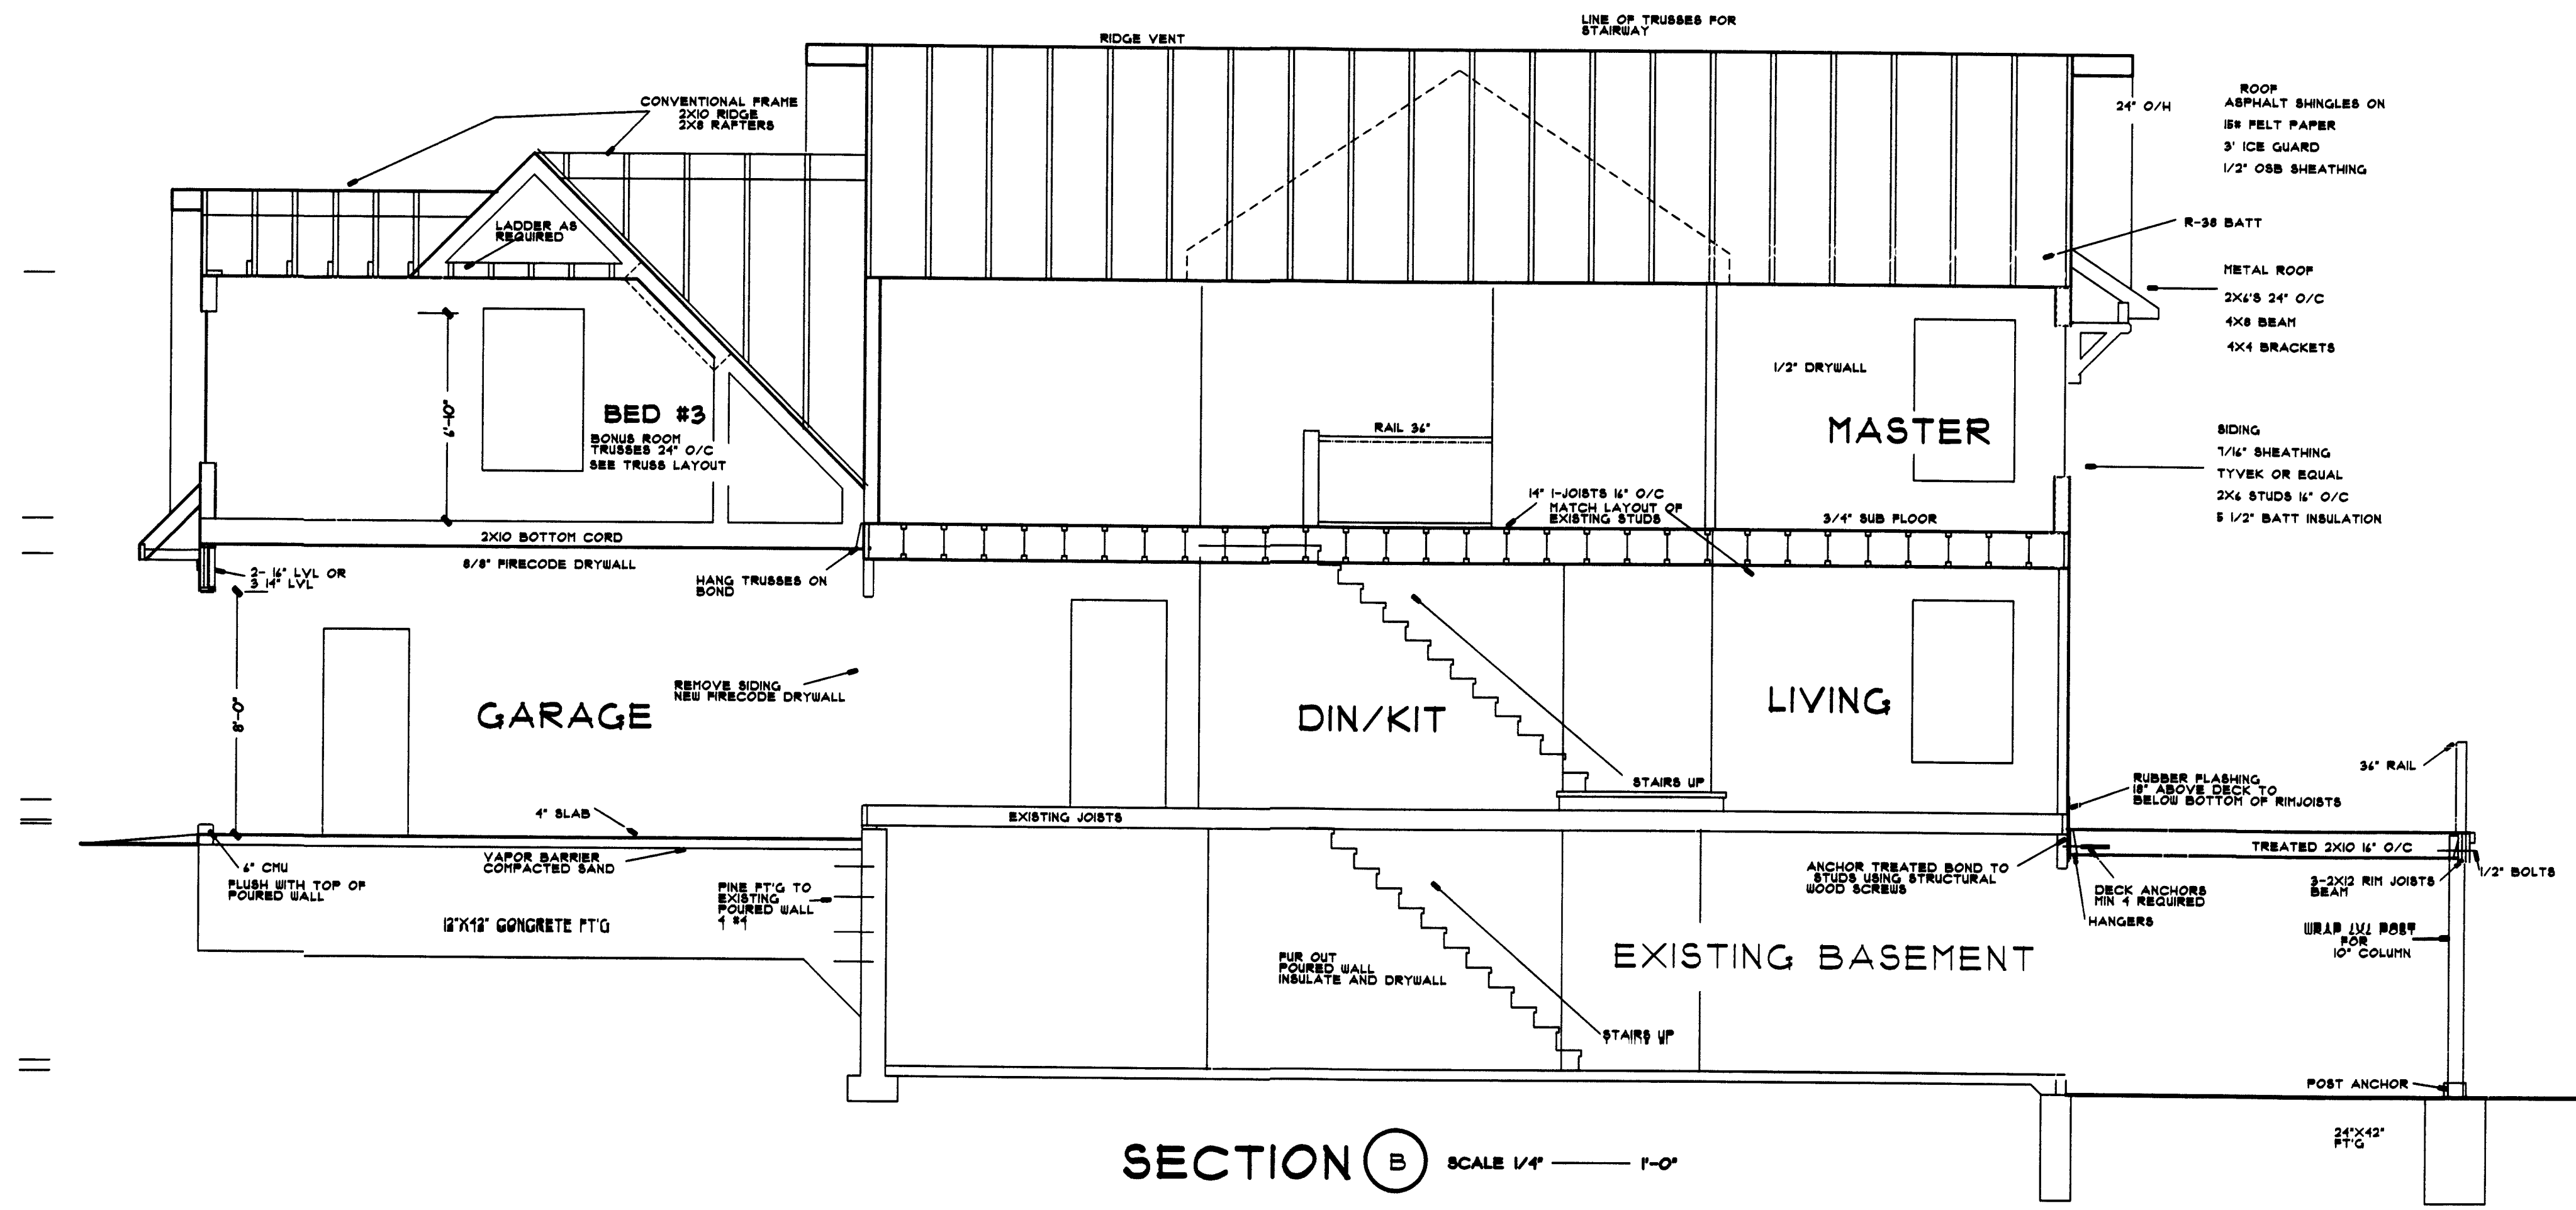 LINE OF TRUSSES FOR
STAIRWAY
RIDGE VENT
CONVENTIONAL FRAME
2X10 RIDGE
2X8 RAFTERS
LADDER AS
REQUIRED
24" O/H
ROOF
ASPHALT SHINGLES ON
15# FELT PAPER
3' ICE GUARD
1/2" OSB SHEATHING
R-38 BATT
METAL ROOF
2X6'S 24" O/C
4X8 BEAM
4X4 BRACKETS
1/2" DRYWALL
BED #3
BONUS ROOM
TRUSSES 24" O/C
SEE TRUSS LAYOUT
MASTER
RAIL 36"
SIDING
7/16" SHEATHING
TYVEK OR EQUAL
2X6 STUDS 16" O/C
5 1/2" BATT INSULATION
14" I-JOISTS 16" O/C
MATCH LAYOUT OF
EXISTING STUDS
3/4" SUB FLOOR
2X10 BOTTOM CORD
5/8" FIRECODE DRYWALL
2- 16" LVL OR
3 14" LVL
HANG TRUSSES ON
BOND
8'-0"
REMOVE SIDING
NEW FIRECODE DRYWALL
GARAGE
DIN/KIT
LIVING
STAIRS UP
36" RAIL
RUBBER FLASHING
18" ABOVE DECK TO
BELOW BOTTOM OF RIMJOISTS
4" SLAB
EXISTING JOISTS
VAPOR BARRIER
COMPACTED SAND
6" CMU
FLUSH WITH TOP OF
POURED WALL
PINE FT'G TO
EXISTING
POURED WALL
4 #4
12"X42" CONCRETE FT'G
ANCHOR TREATED BOND TO
STUDS USING STRUCTURAL
WOOD SCREWS
TREATED 2X10 16" O/C
DECK ANCHORS
MIN 4 REQUIRED
HANGERS
3-2X12 RIM JOISTS
BEAM
1/2" BOLTS
WRAP POST
FOR
10" COLUMN
FUR OUT
POURED WALL
INSULATE AND DRYWALL
EXISTING BASEMENT
STAIRS UP
POST ANCHOR
24"X42"
FT'G
SECTION B SCALE 1/4" 1'-0"